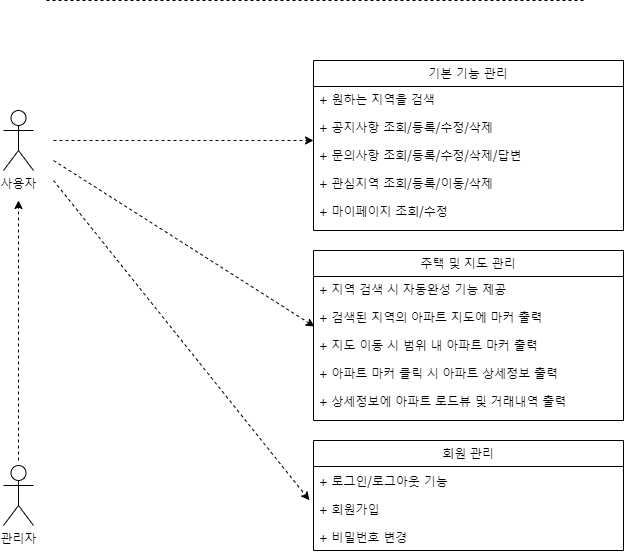 기본 기능 관리
+ 원하는 지역을 검색
+ 공지사항 조회/등록/수정/삭제
+ 문의사항 조회/등록/수정/삭제/답변
+ 관심지역 조회/등록/이동/삭제
+ 마이페이지 조회/수정
사용자
주택 및 지도 관리
+ 지역 검색 시 자동완성 기능 제공
+ 검색된 지역의 아파트 지도에 마커 출력
+ 지도 이동 시 범위 내 아파트 마커 출력
+ 아파트 마커 클릭 시 아파트 상세정보 출력
+ 상세정보에 아파트 로드뷰 및 거래내역 출력
회원 관리
+ 로그인/로그아웃 기능
+ 회원가입
+ 비밀번호 변경
관리자